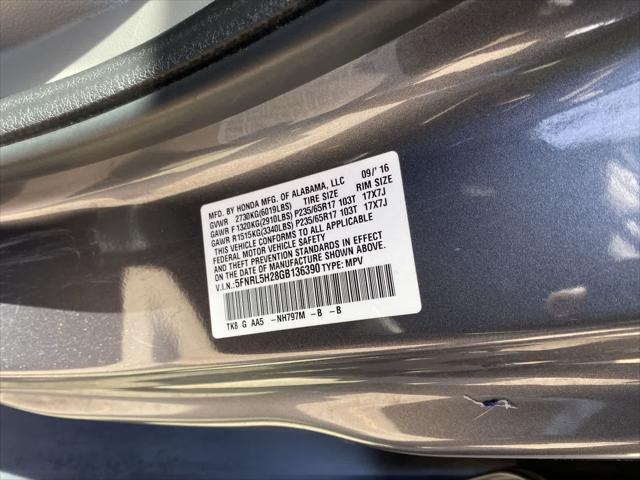 MFD. BY HONDA MFG. OF ALABAMA, LLC 09/'16
GVWR 2730KG(6019LBS) TIRE SIZE RIM SIZE
GAWR F 1320KG(2910LBS) P235/65R17 103T 17X7J
GAWR R 1515KG(3340LBS) P235/65R17 103T 17X7J
THIS VEHICLE CONFORMS TO ALL APPLICABLE
FEDERAL MOTOR VEHICLE SAFETY
AND THEFT PREVENTION STANDARDS IN EFFECT
ON THE DATE OF MANUFACTURE SHOWN ABOVE.
V.I.N.:5FNRL5H28GB136390 TYPE: MPV
TK8 G AA5 -NH797M -B -B